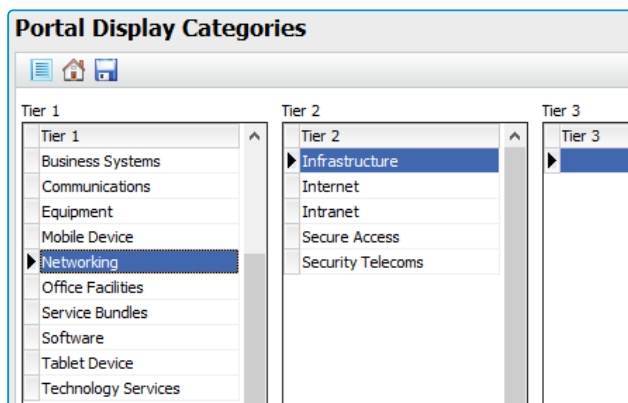 Portal Display Categories
Tier 1
Tier 1
Business Systems
Communications
Equipment
Mobile Device
Networking
Office Facilities
Service Bundles
Software
Tablet Device
Technology Services
Tier 2
Tier 2
Infrastructure
Internet
Intranet
Secure Access
Security Telecoms
Tier 3
Tier 3